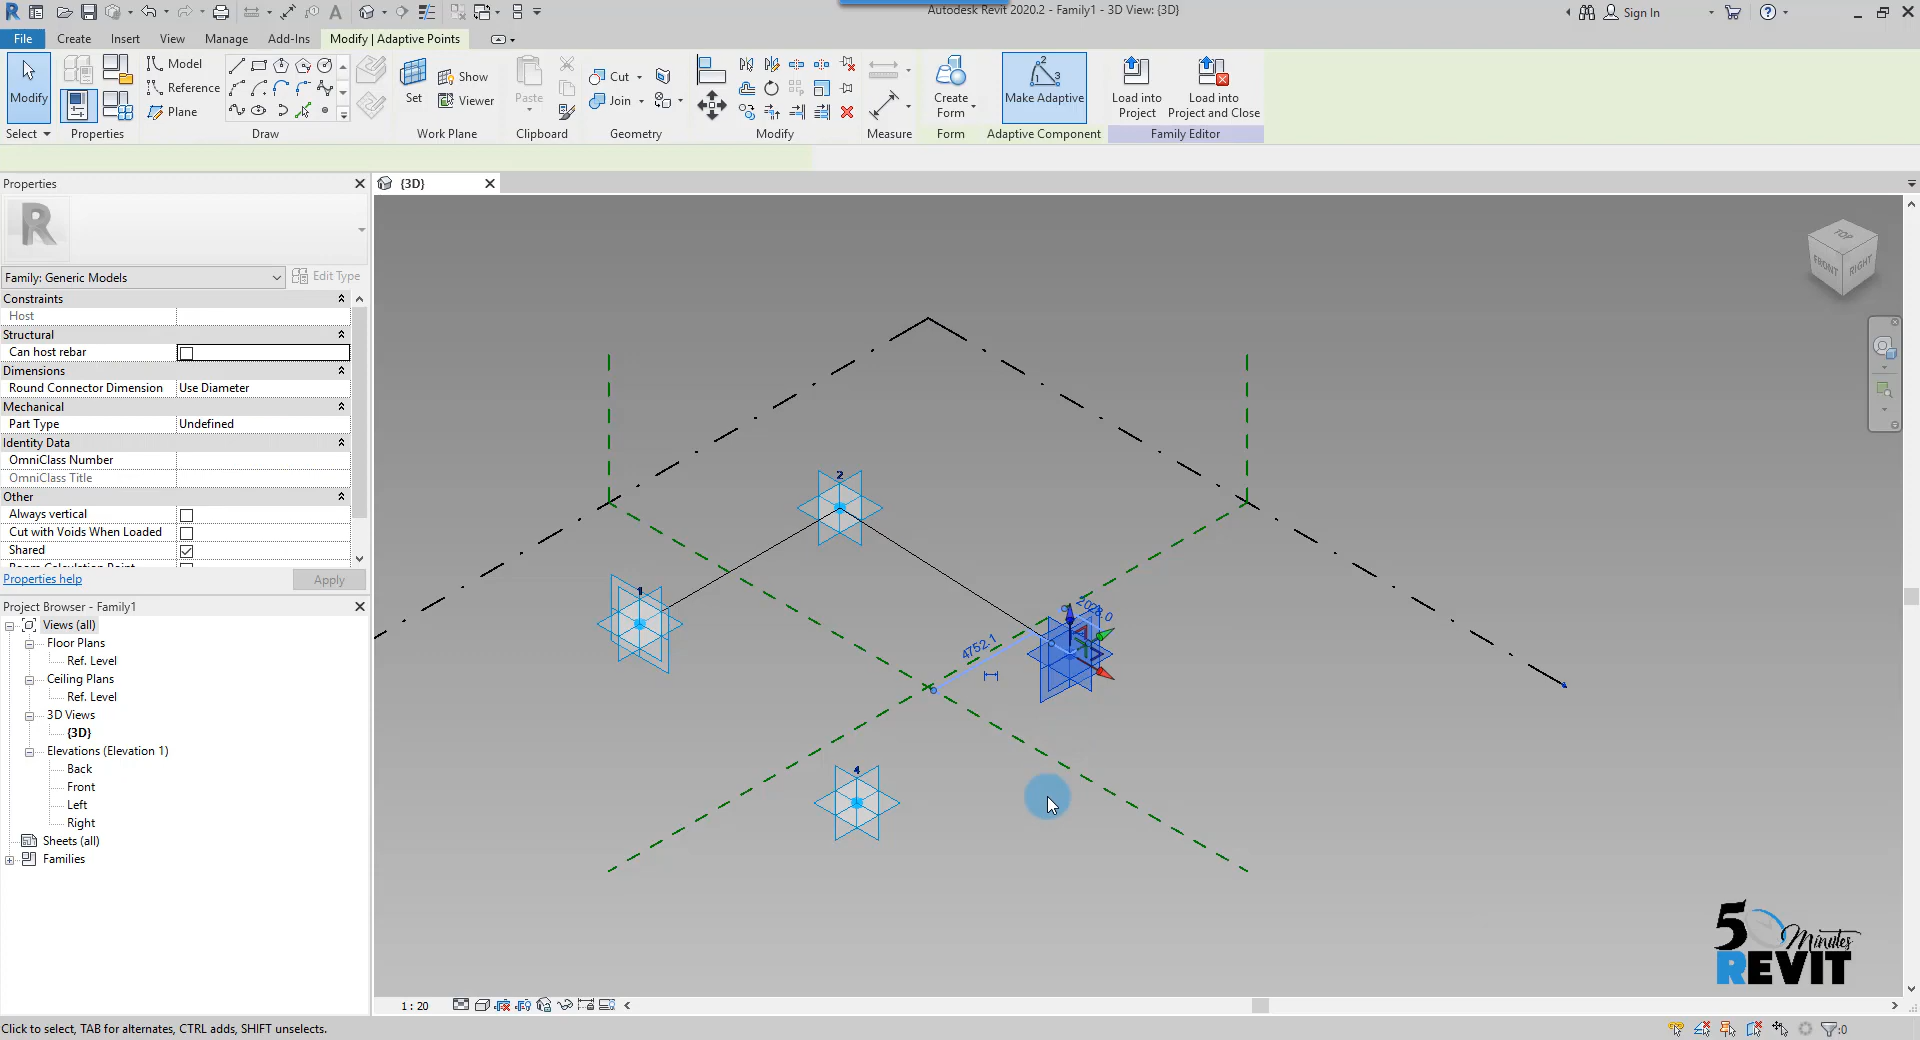 Autodesk Revit 2020.2 - Family1 - 3D View: {3D}
Sign In
File
Create
Insert
View
Manage
Add-Ins
Modify | Adaptive Points
Modify
Select
Properties
Model
Reference
Plane
Draw
Set
Show
Viewer
Work Plane
Paste
Clipboard
Cut
Join
Geometry
Modify
Measure
Create
Form
Form
Make Adaptive
Adaptive Component
Load into
Project
Load into
Project and Close
Family Editor
Properties
{3D}
R
Family: Generic Models
Edit Type
Constraints
Host
Structural
Can host rebar
Dimensions
Round Connector Dimension
Use Diameter
Mechanical
Part Type
Undefined
Identity Data
OmniClass Number
OmniClass Title
Other
Always vertical
Cut with Voids When Loaded
Shared
Properties help
Apply
Project Browser - Family1
Views (all)
Floor Plans
Ref. Level
Ceiling Plans
Ref. Level
3D Views
{3D}
Elevations (Elevation 1)
Back
Front
Left
Right
Sheets (all)
Families
TOP
FRONT
RIGHT
2
1
4752.1
4
5 Minutes
REVIT
1 : 20
Click to select, TAB for alternates, CTRL adds, SHIFT unselects.
:0